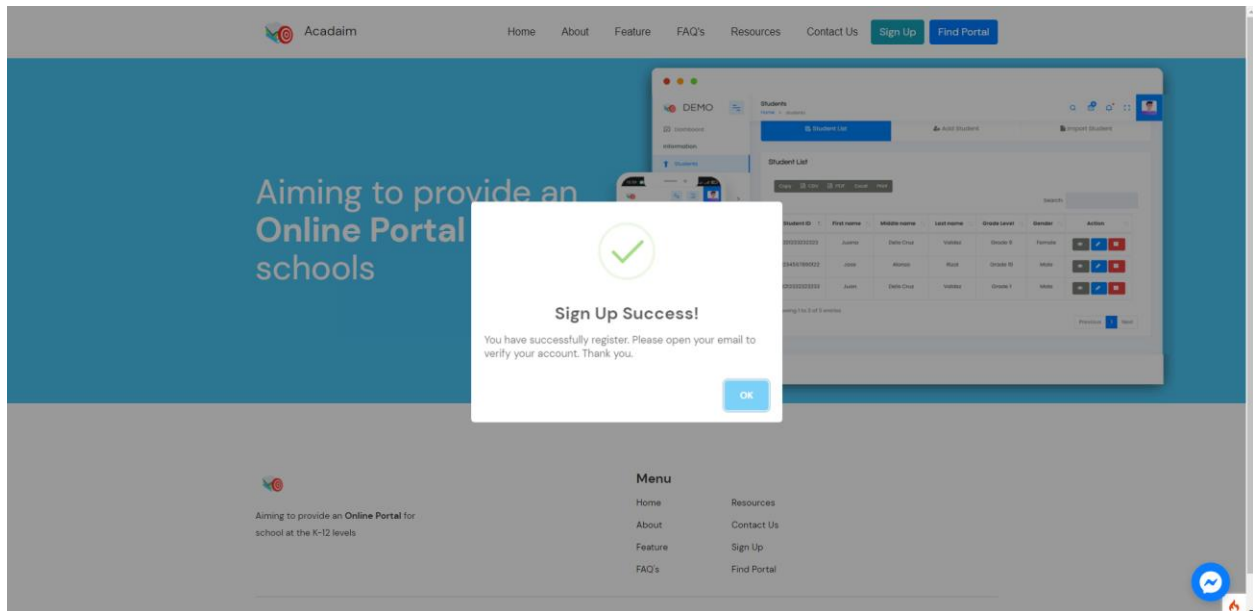 Acadaim
Home About Feature FAQ's Resources Contact Us Sign Up Find Portal
Aiming to provide an
Online Portal
schools
DEMO
Students
Home > Students
Student List Add Student Import Student
Dashboard
Information
Students
Student List
Copy CSV PDF Excel Print
Search:
Student ID First name Middle name Last name Grade Level Gender Action
Juana Dela Cruz Valdez Grade 9 Female
Grade 10 Male
Juan Dela Cruz Valdez Grade 1 Male
Previous 1 Next
Sign Up Success!
You have successfully register. Please open your email to
verify your account. Thank you.
OK
Aiming to provide an Online Portal for
school at the K-12 levels
Menu
Home Resources
About Contact Us
Feature Sign Up
FAQ's Find Portal